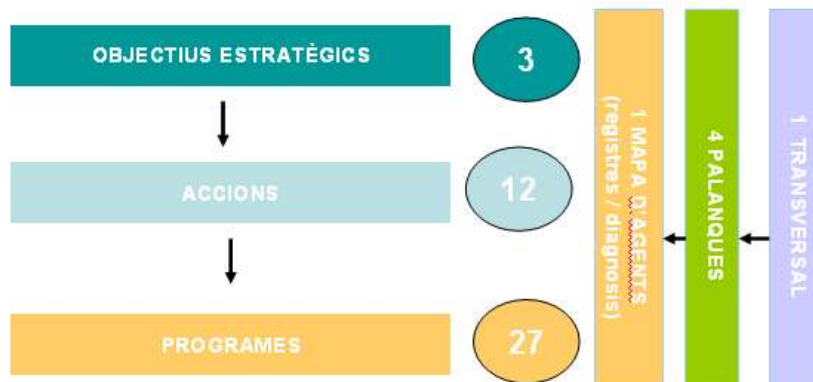 OBJECTIUS ESTRATÈGICS
3
ACCIONS
12
PROGRAMES
27
1 MAPA D'AGENTS
(registres / diagnosis)
4 PALANQUES
1 TRANSVERSAL